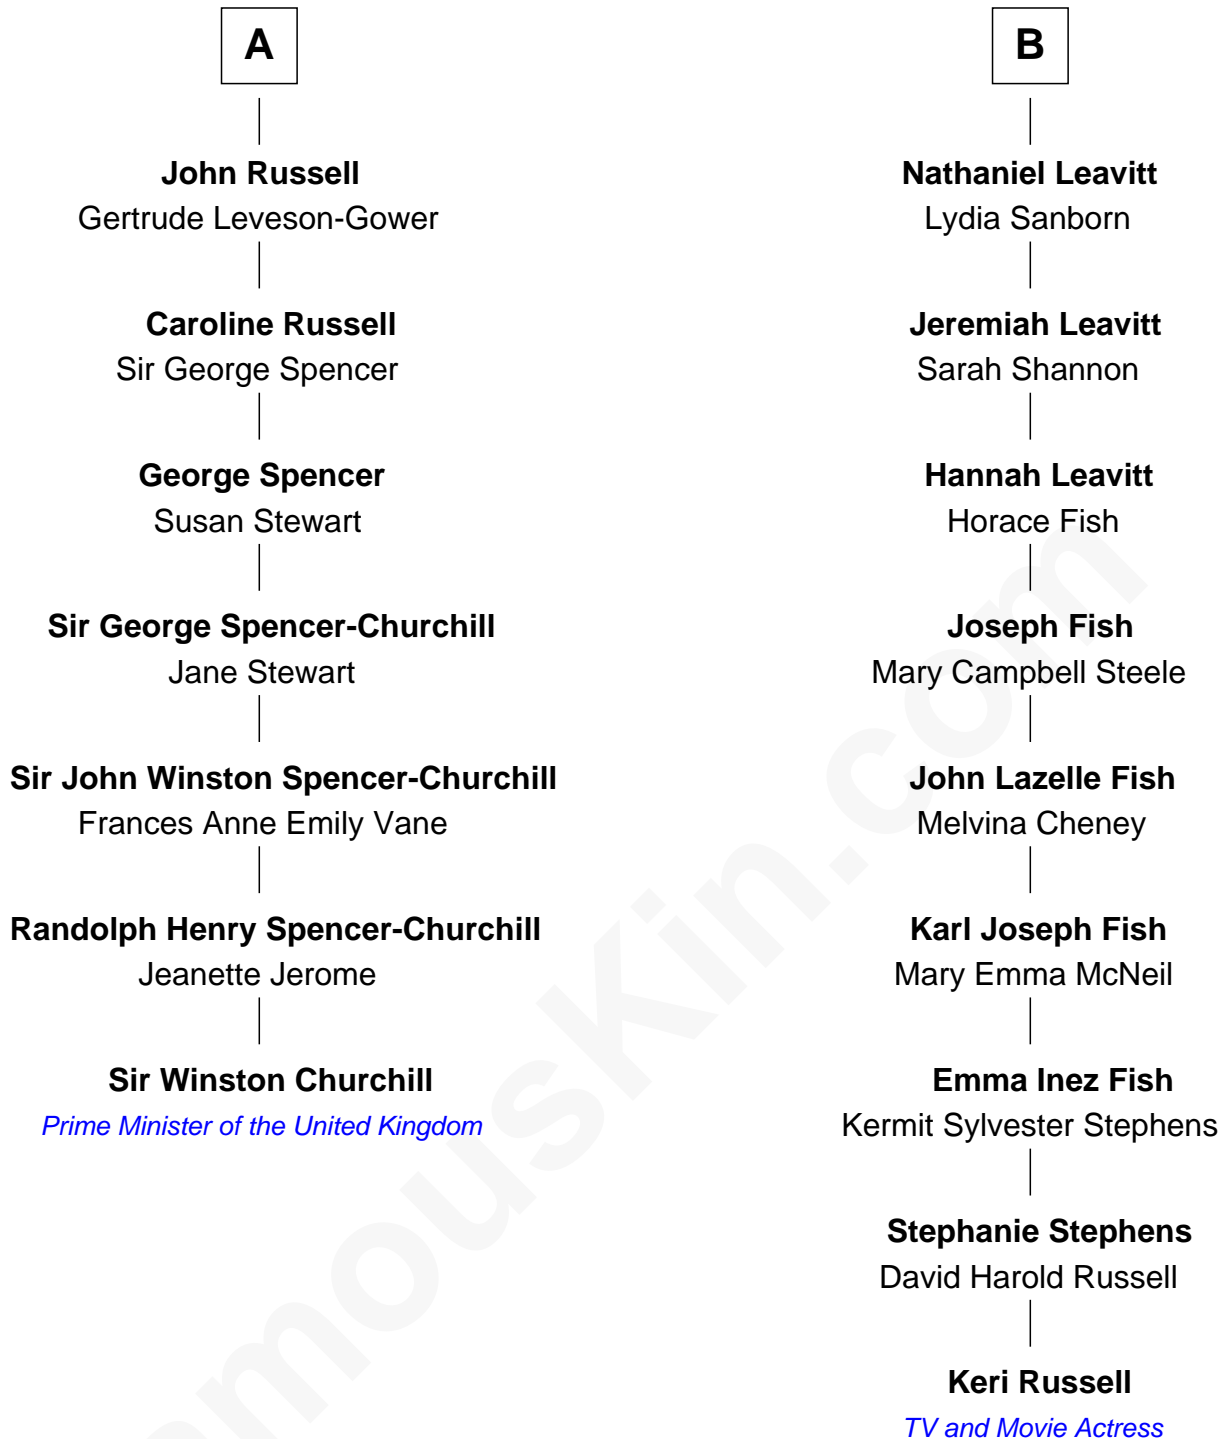 A
John Russell
Gertrude Leveson-Gower
Caroline Russell
Sir George Spencer
George Spencer
Susan Stewart
Sir George Spencer-Churchill
Jane Stewart
Sir John Winston Spencer-Churchill
Frances Anne Emily Vane
Randolph Henry Spencer-Churchill
Jeanette Jerome
Sir Winston Churchill
Prime Minister of the United Kingdom
B
Nathaniel Leavitt
Lydia Sanborn
Jeremiah Leavitt
Sarah Shannon
Hannah Leavitt
Horace Fish
Joseph Fish
Mary Campbell Steele
John Lazelle Fish
Melvina Cheney
Karl Joseph Fish
Mary Emma McNeil
Emma Inez Fish
Kermit Sylvester Stephens
Stephanie Stephens
David Harold Russell
Keri Russell
TV and Movie Actress
amouskin.com